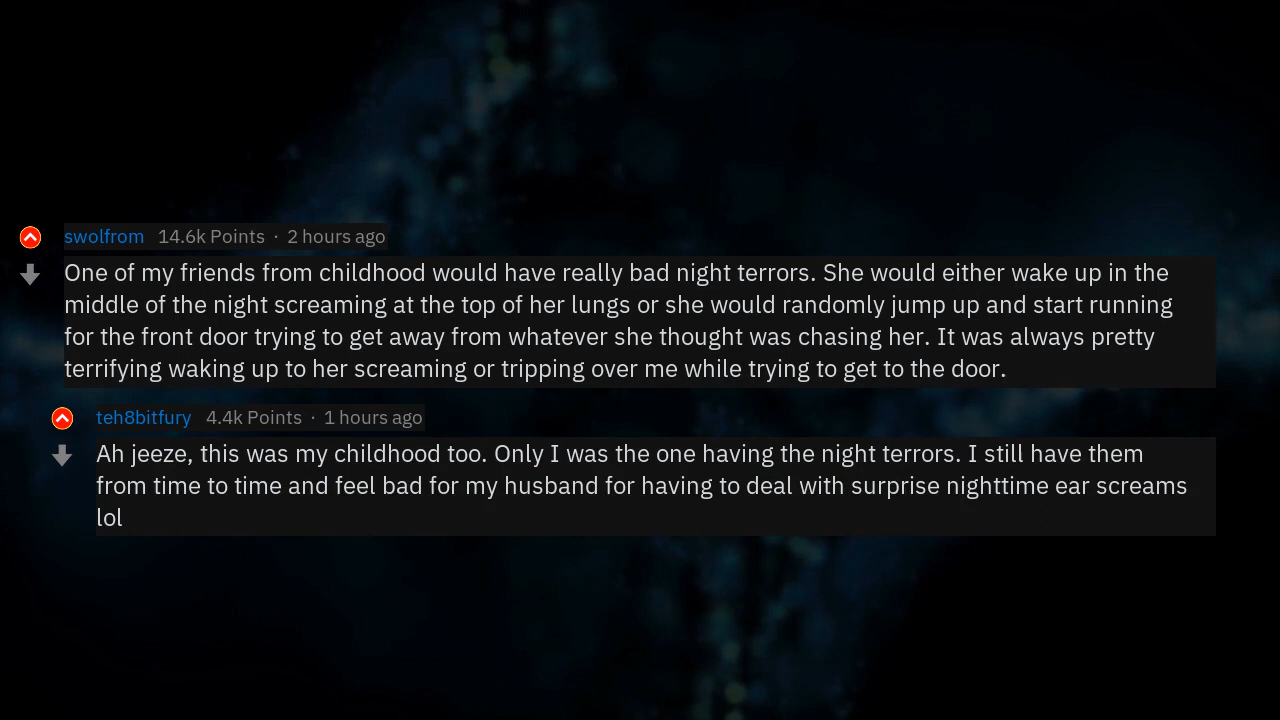 swolfrom 14.6k Points · 2 hours ago
One of my friends from childhood would have really bad night terrors. She would either wake up in the
middle of the night screaming at the top of her lungs or she would randomly jump up and start running
for the front door trying to get away from whatever she thought was chasing her. It was always pretty
terrifying waking up to her screaming or tripping over me while trying to get to the door.
teh8bitfury 4.4k Points · 1 hours ago
Ah jeeze, this was my childhood too. Only I was the one having the night terrors. I still have them
from time to time and feel bad for my husband for having to deal with surprise nighttime ear screams
lol